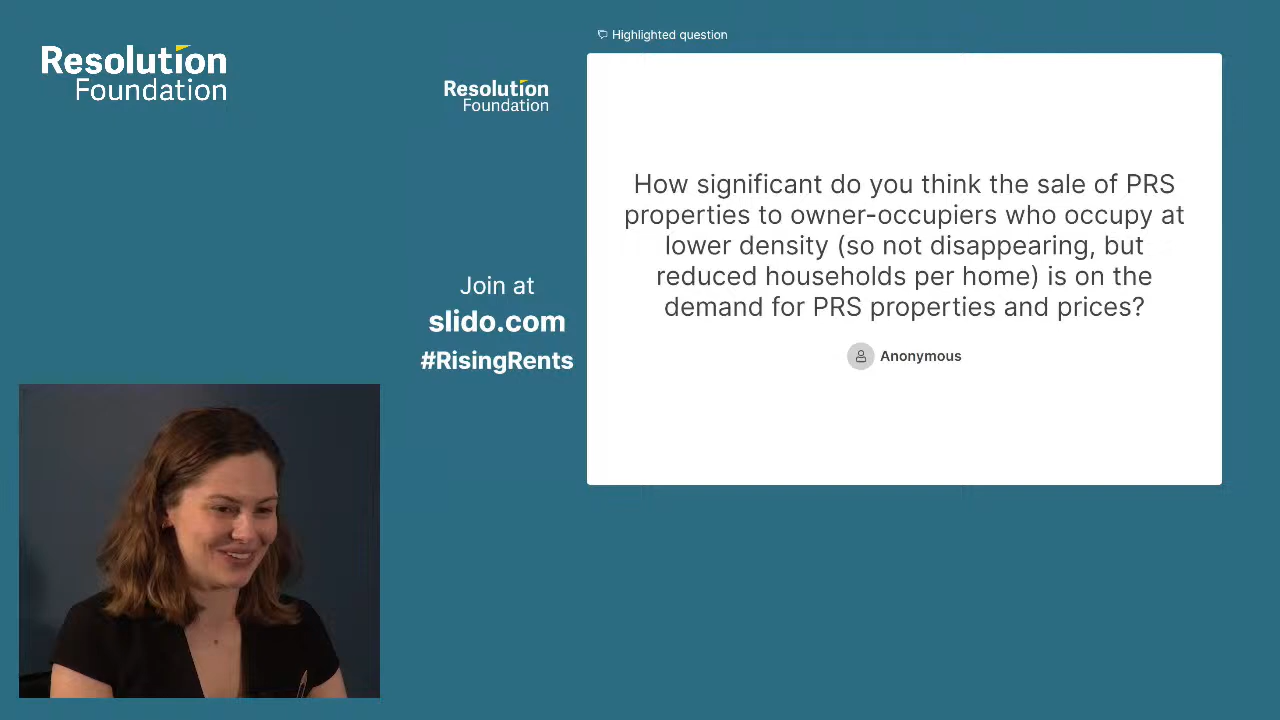 Resolution
Foundation
Highlighted question
Resolution
Foundation
How significant do you think the sale of PRS
properties to owner-occupiers who occupy at
lower density (so not disappearing, but
reduced households per home) is on the
demand for PRS properties and prices?
Anonymous
Join at
slido.com
#RisingRents